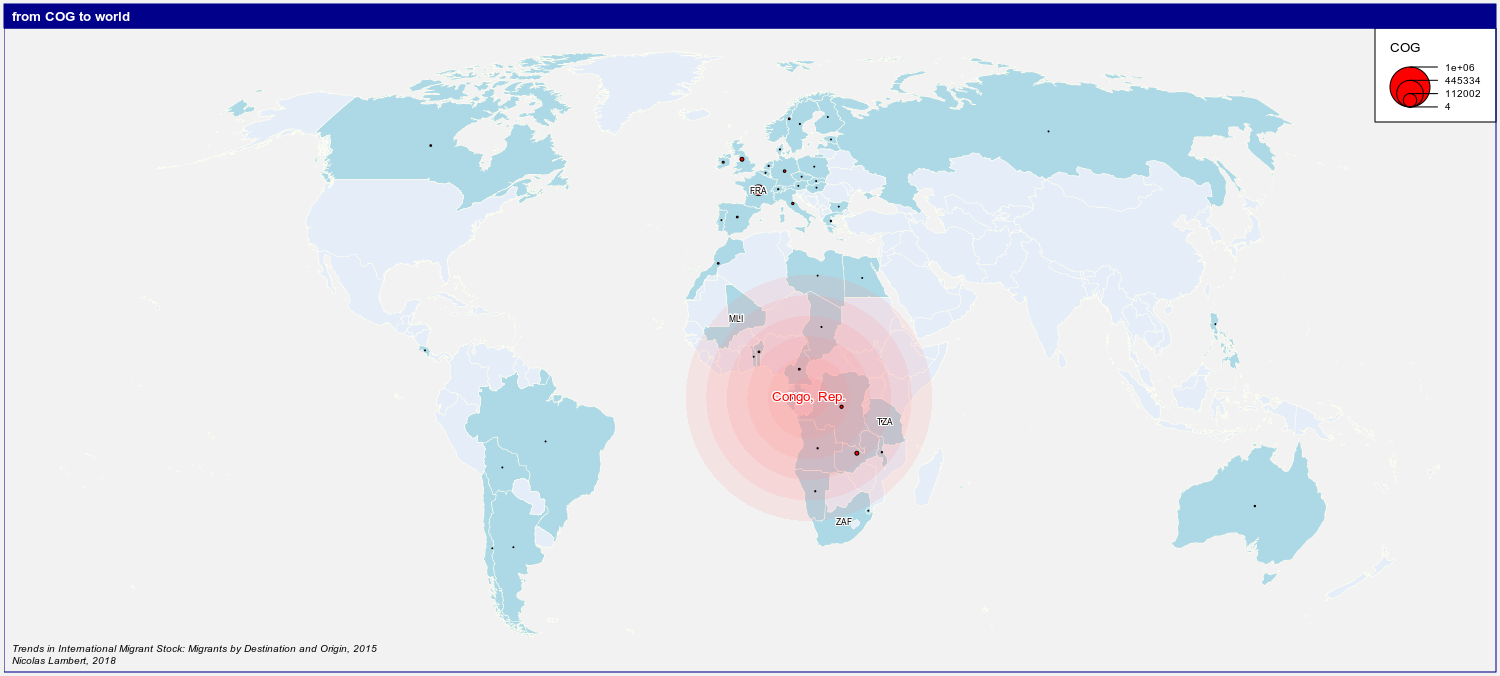 from COG to world
COG
1e+06
445334
112002
4
FRA
MLI
Congo, Rep.
TZA
ZAF
Trends in International Migrant Stock: Migrants by Destination and Origin, 2015
Nicolas Lambert, 2018